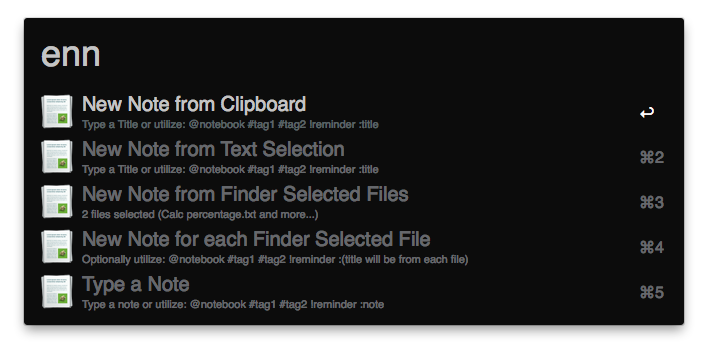 enn
New Note from Clipboard
Type a Title or utilize: @notebook #tag1 #tag2 !reminder :title
↩
New Note from Text Selection
Type a Title or utilize: @notebook #tag1 #tag2 !reminder :title
⌘2
New Note from Finder Selected Files
2 files selected (Calc percentage.txt and more...)
⌘3
New Note for each Finder Selected File
Optionally utilize: @notebook #tag1 #tag2 !reminder :(title will be from each file)
⌘4
Type a Note
Type a note or utilize: @notebook #tag1 #tag2 !reminder :note
⌘5